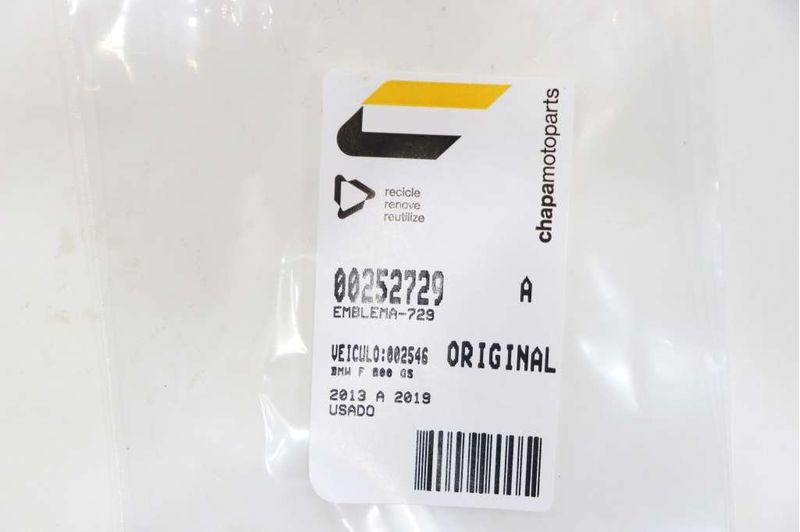 chapamotoparts
recicle
renove
reutilize
00252729 A
EMBLEMA-729
VEICULO:002546 ORIGINAL
BMW F 800 GS
2013 A 2019
USADO